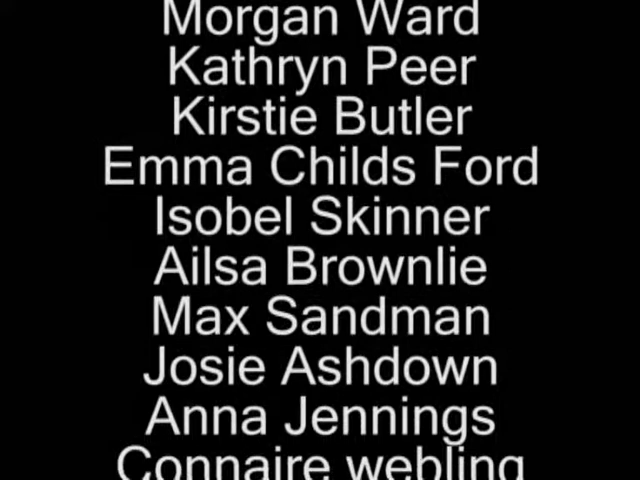 Morgan Ward
Kathryn Peer
Kirstie Butler
Emma Childs Ford
Isobel Skinner
Ailsa Brownlie
Max Sandman
Josie Ashdown
Anna Jennings
Connaire webling